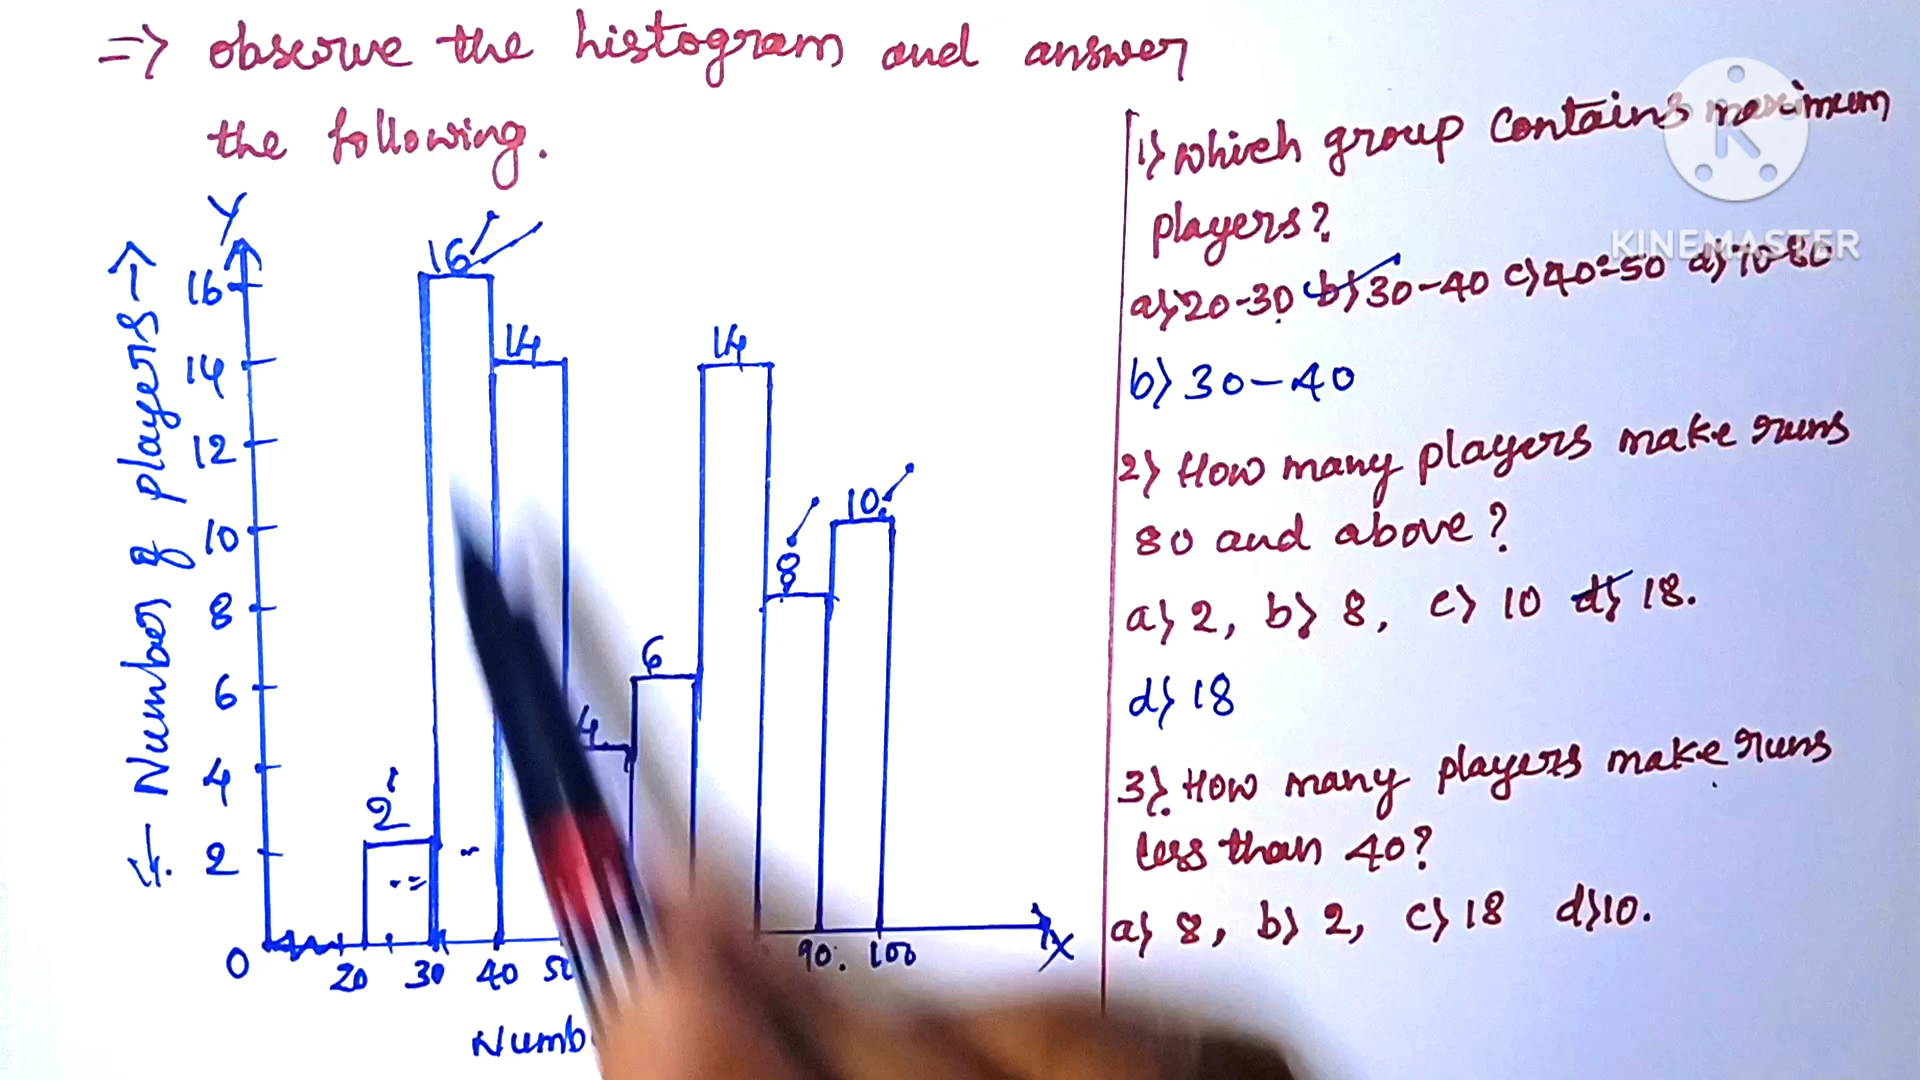 => observe the histogram and answer
the following.
Y
<- Number of players ->
16
14
12
10
8
6
4
2
0
2
16
14
4
6
14
8
10
20 30 40 90 100
X
1) which group contains maximum
players?
a) 20-30 b) 30-40 c) 40-50 d) 70-80
b) 30-40
2) How many players make runs
80 and above?
a) 2, b) 8, c) 10 d) 18.
d) 18
3) How many players make runs
less than 40?
a) 8, b) 2, c) 18 d) 10.
K
KINEMASTER